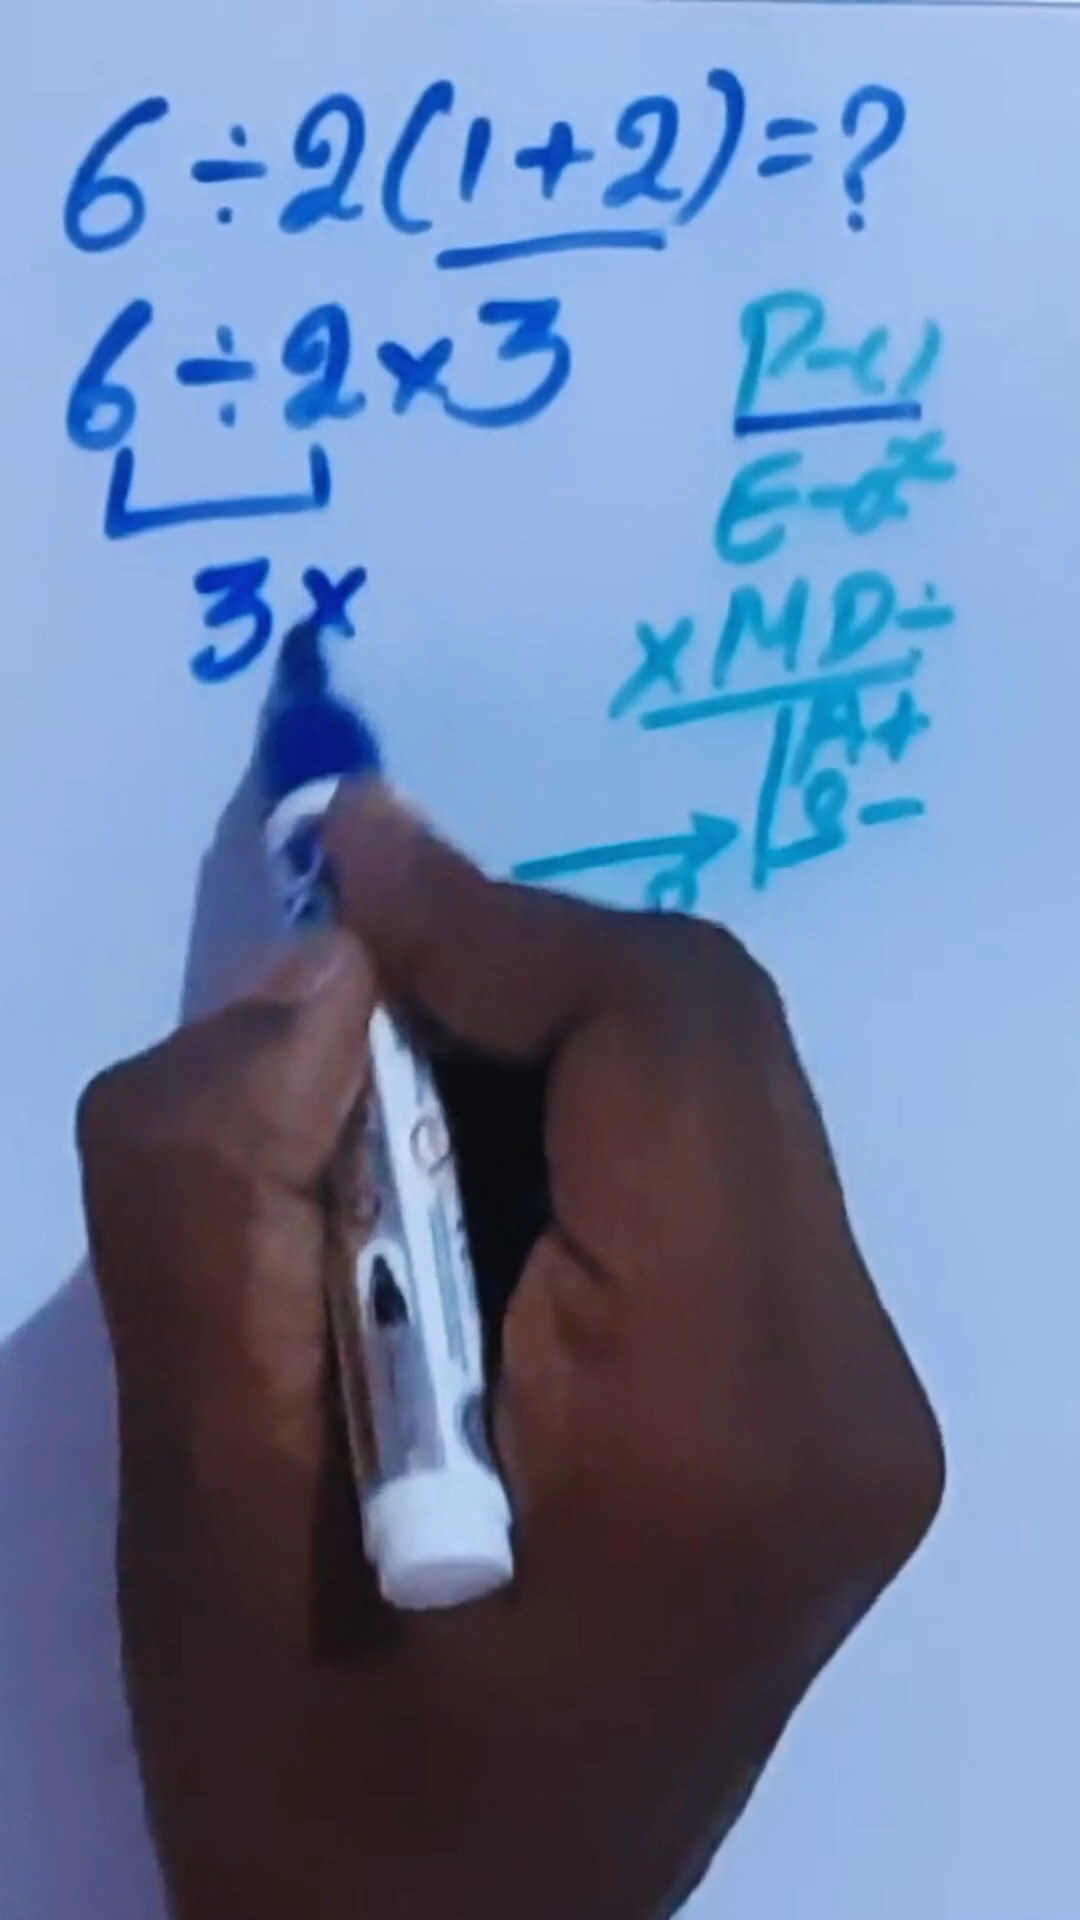 6÷2(1+2)=?
6÷2×3
3×
P-()
E-a^x
×MD÷
A+
S-